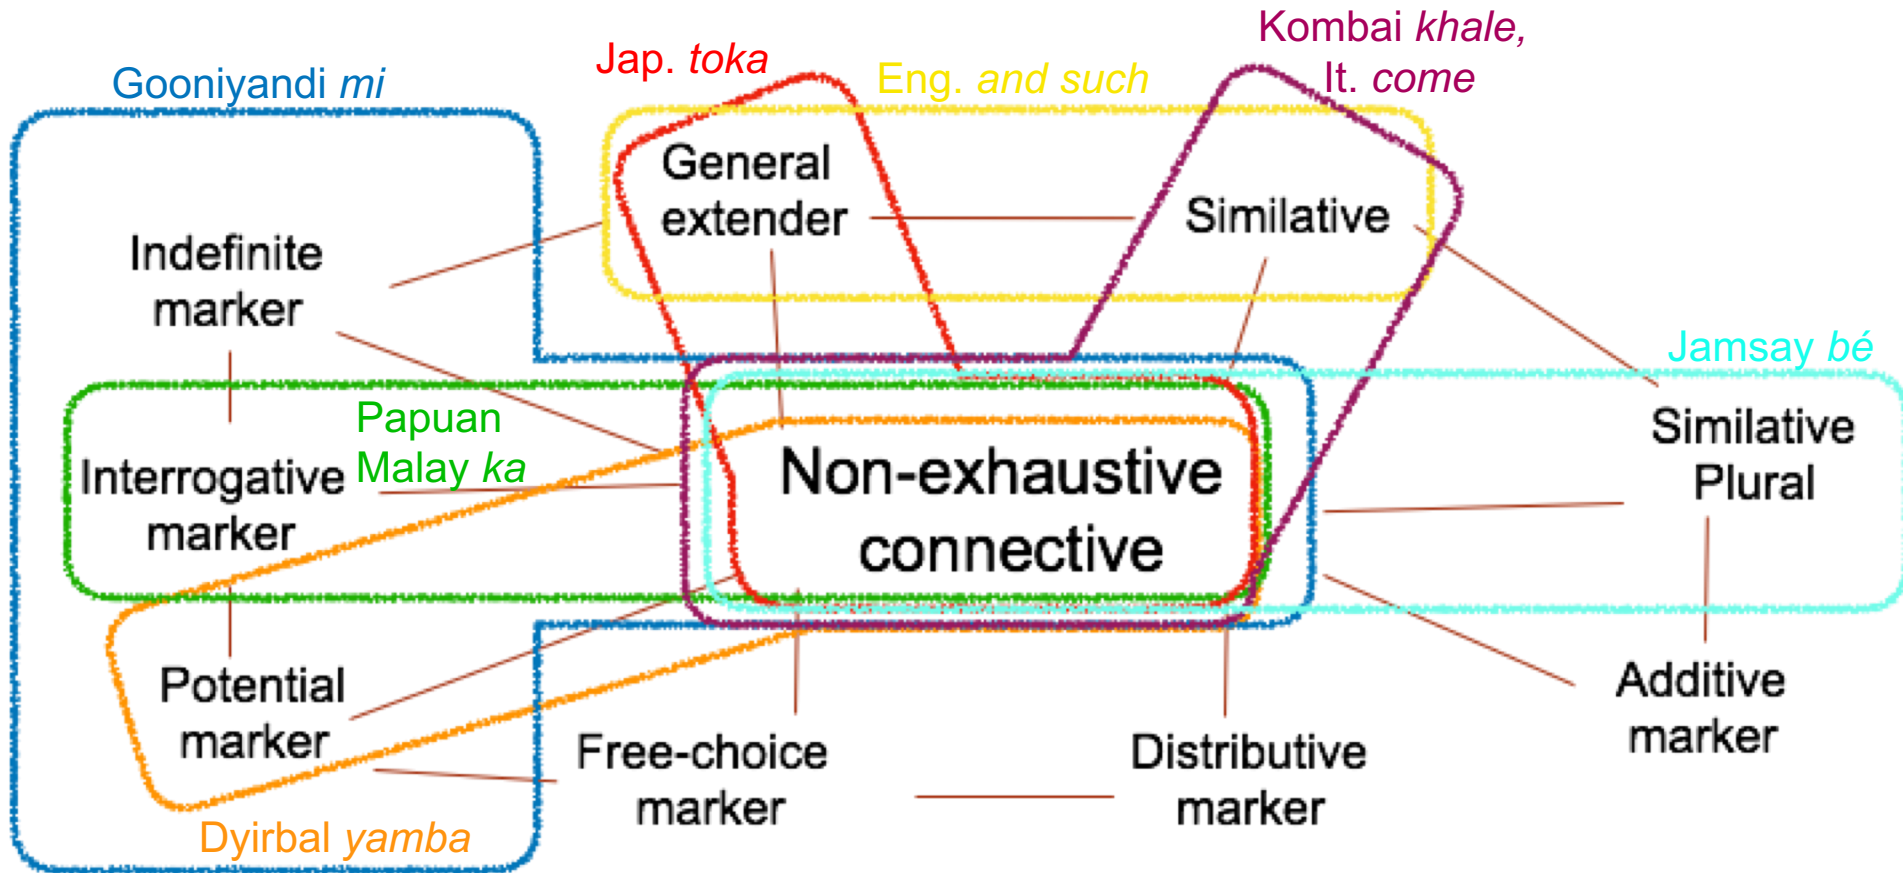 Kombai khale,
It. come
Jap. toka
Eng. and such
Gooniyandi mi
General
extender
Similative
Indefinite
marker
Jamsay bé
Papuan
Malay ka
Interrogative
marker
Non-exhaustive
connective
Similative
Plural
Potential
marker
Additive
marker
Free-choice
marker
Distributive
marker
Dyirbal yamba